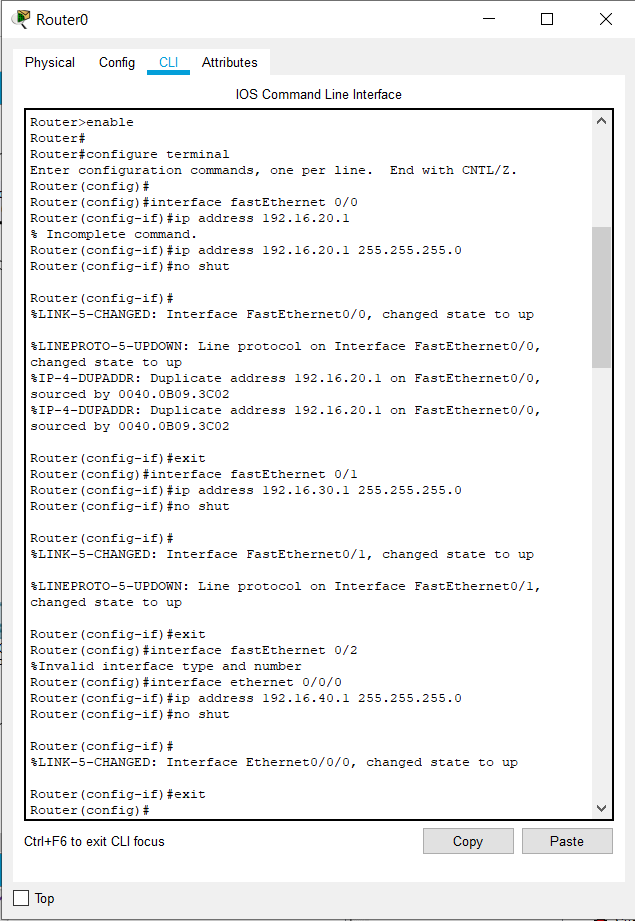 Router0
Physical Config CLI Attributes
IOS Command Line Interface
Router>enable
Router#
Router#configure terminal
Enter configuration commands, one per line.  End with CNTL/Z.
Router(config)#
Router(config)#interface fastEthernet 0/0
Router(config-if)#ip address 192.16.20.1
% Incomplete command.
Router(config-if)#ip address 192.16.20.1 255.255.255.0
Router(config-if)#no shut
Router(config-if)#
%LINK-5-CHANGED: Interface FastEthernet0/0, changed state to up
%LINEPROTO-5-UPDOWN: Line protocol on Interface FastEthernet0/0,
changed state to up
%IP-4-DUPADDR: Duplicate address 192.16.20.1 on FastEthernet0/0,
sourced by 0040.0B09.3C02
%IP-4-DUPADDR: Duplicate address 192.16.20.1 on FastEthernet0/0,
sourced by 0040.0B09.3C02
Router(config-if)#exit
Router(config)#interface fastEthernet 0/1
Router(config-if)#ip address 192.16.30.1 255.255.255.0
Router(config-if)#no shut
Router(config-if)#
%LINK-5-CHANGED: Interface FastEthernet0/1, changed state to up
%LINEPROTO-5-UPDOWN: Line protocol on Interface FastEthernet0/1,
changed state to up
Router(config-if)#exit
Router(config)#interface fastEthernet 0/2
%Invalid interface type and number
Router(config)#interface ethernet 0/0/0
Router(config-if)#ip address 192.16.40.1 255.255.255.0
Router(config-if)#no shut
Router(config-if)#
%LINK-5-CHANGED: Interface Ethernet0/0/0, changed state to up
Router(config-if)#exit
Router(config)#
Ctrl+F6 to exit CLI focus
Copy Paste
Top